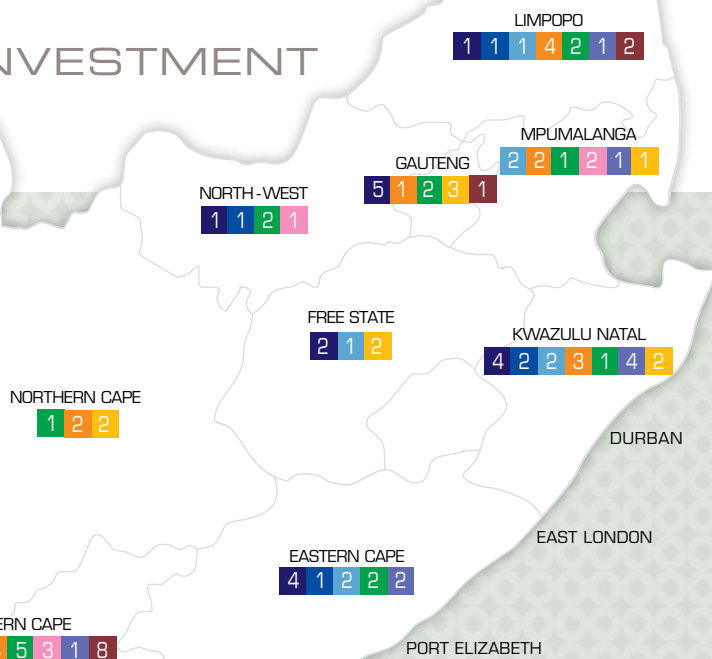 LIMPOPO
1 1 1 4 2 1 2
MPUMALANGA
2 2 1 2 1 1
GAUTENG
5 1 2 3 1
NORTH-WEST
1 1 2 1
FREE STATE
2 1 2
KWAZULU NATAL
4 2 2 3 1 4 2
NORTHERN CAPE
1 2 2
DURBAN
EAST LONDON
EASTERN CAPE
4 1 2 2 2
CAPE
5 3 1 8
PORT ELIZABETH